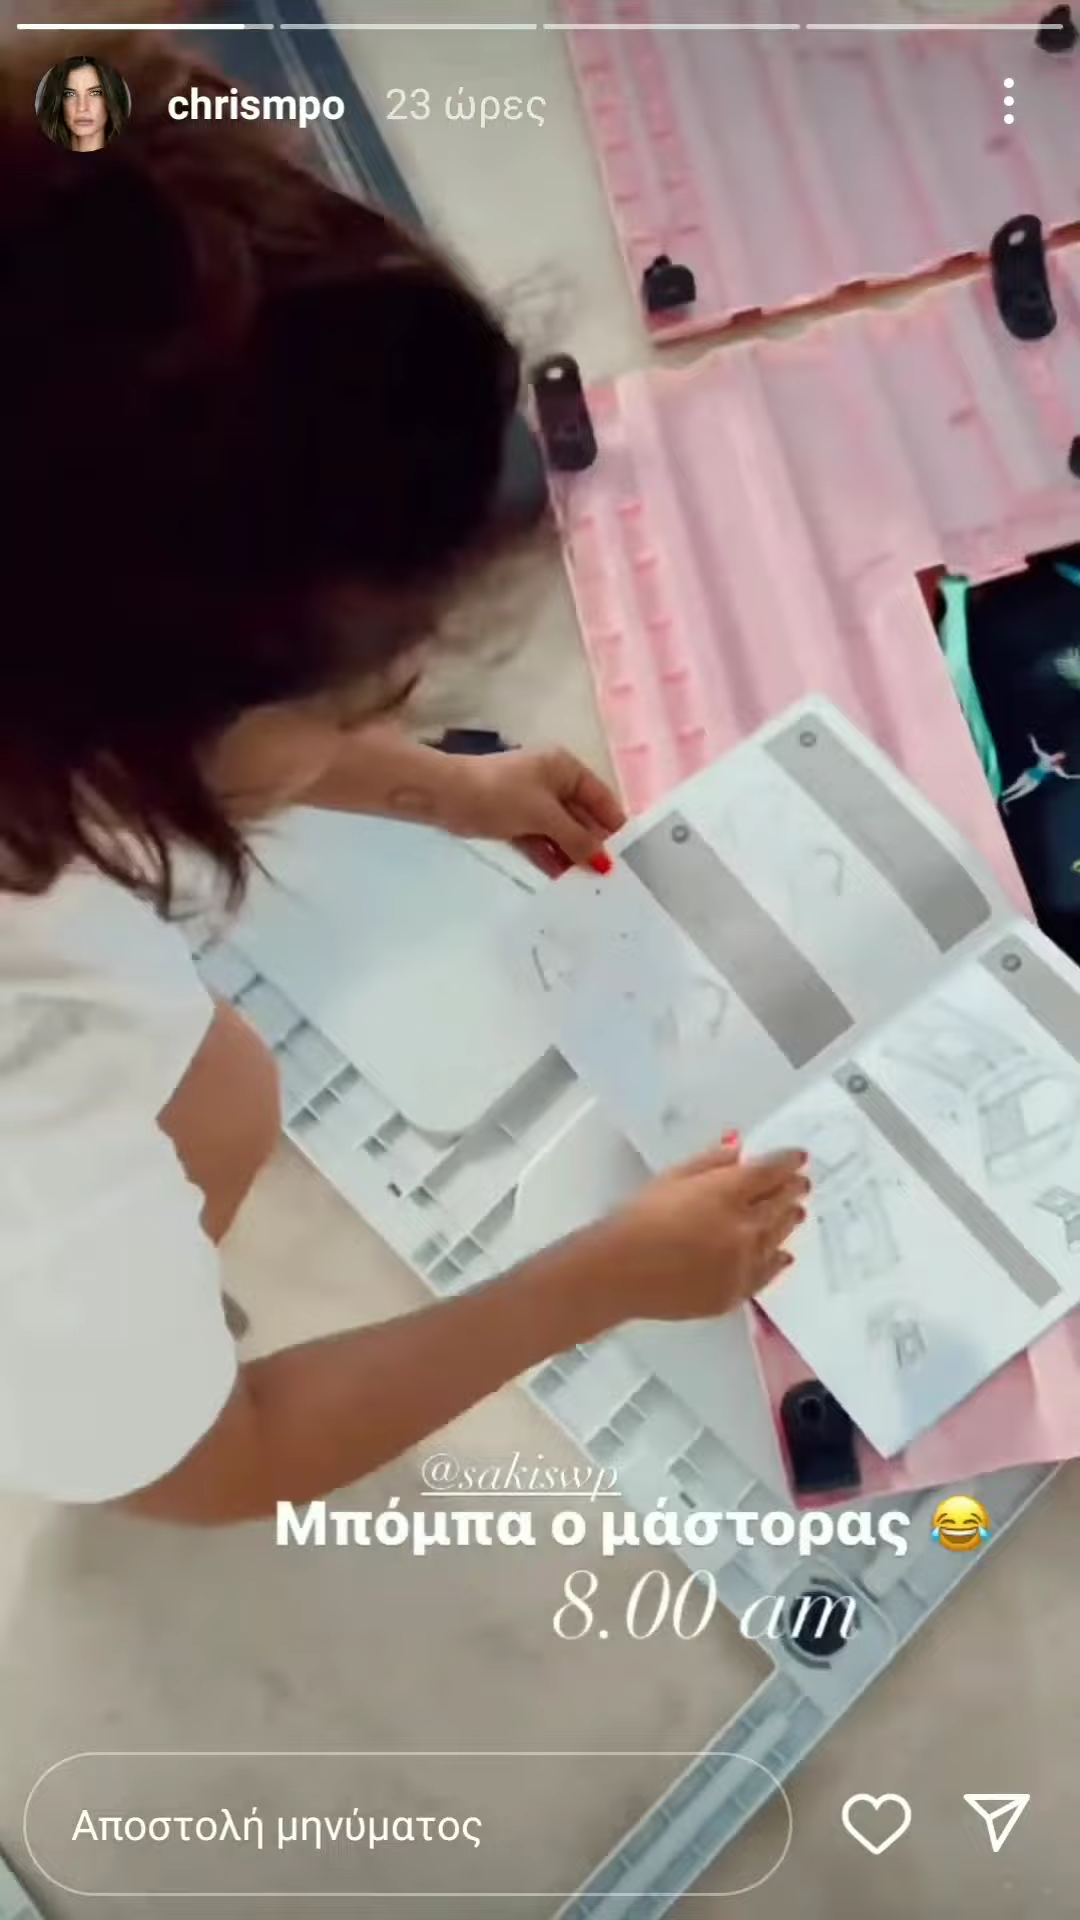 chrismpo 23 ώρες
@sakiswp
Μπόμπα ο μάστορας 😂
8.00 am
Αποστολή μηνύματος